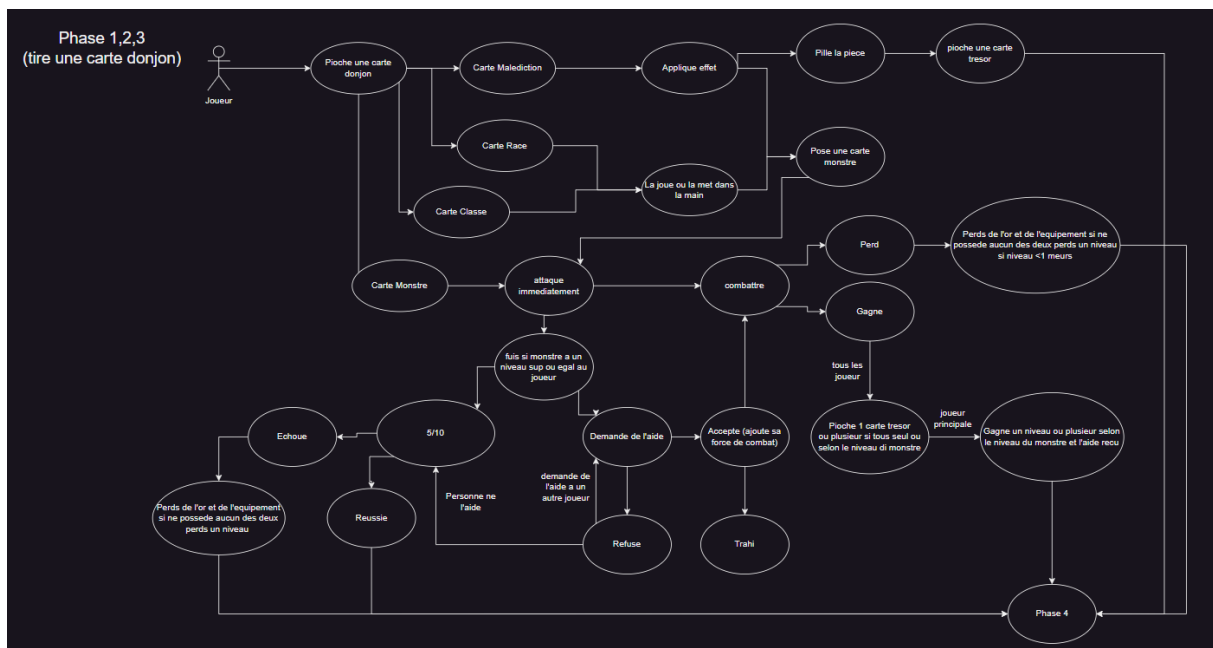 Phase 1,2,3
(tire une carte donjon)
Joueur
Pioche une carte
donjon
Carte Malediction
Applique effet
Pille la piece
pioche une carte
tresor
Carte Race
Pose une carte
monstre
La joue ou la met dans
la main
Carte Classe
Perd
Perds de l'or et de l'equipement si ne
possede aucun des deux perds un niveau
si niveau <1 meurs
Carte Monstre
attaque
immediatement
combattre
Gagne
fuis si monstre a un
niveau sup ou egal au
joueur
tous les
joueur
Echoue
5/10
Demande de l'aide
Accepte (ajoute sa
force de combat)
Pioche 1 carte tresor
ou plusieur si tous seul ou
selon le niveau di monstre
joueur
principale
Gagne un niveau ou plusieur selon
le niveau du monstre et l'aide recu
demande de
l'aide a un
autre joueur
Personne ne
l'aide
Perds de l'or et de l'equipement
si ne possede aucun des deux
perds un niveau
Reussie
Refuse
Trahi
Phase 4